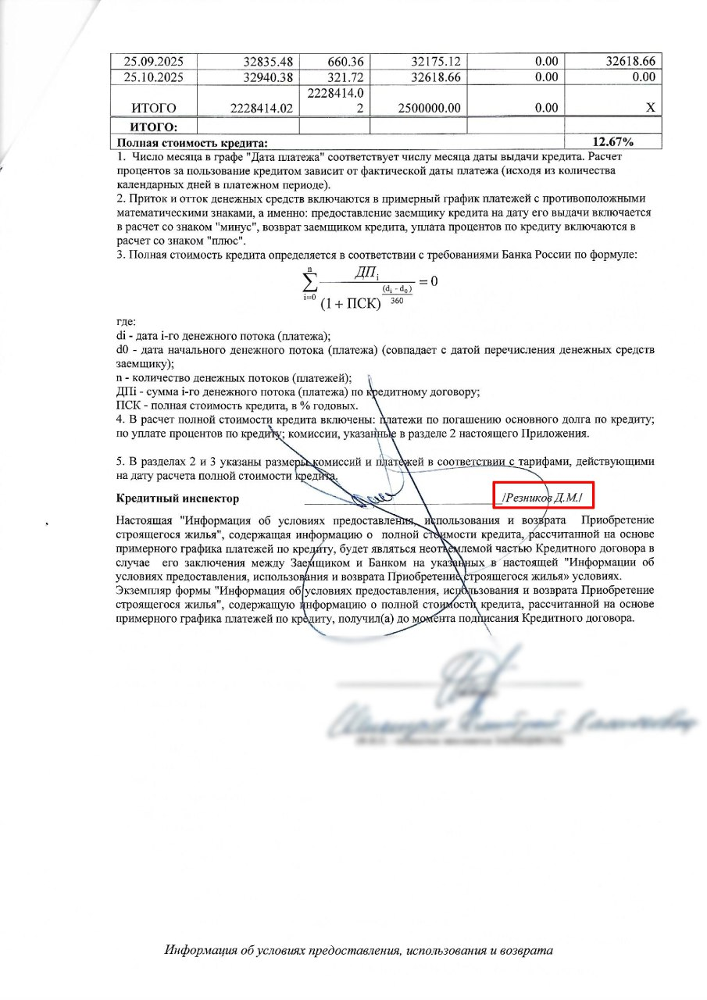 25.09.2025 32835.48 660.36 32175.12 0.00 32618.66
25.10.2025 32940.38 321.72 32618.66 0.00 0.00
2228414.0
ИТОГО 2228414.02 2 2500000.00 0.00 X
ИТОГО:
Полная стоимость кредита: 12.67%
1. Число месяца в графе "Дата платежа" соответствует числу месяца даты выдачи кредита. Расчет
процентов за пользование кредитом зависит от фактической даты платежа (исходя из количества
календарных дней в платежном периоде).
2. Приток и отток денежных средств включаются в примерный график платежей с противоположными
математическими знаками, а именно: предоставление заемщику кредита на дату его выдачи включается
в расчет со знаком "минус", возврат заемщиком кредита, уплата процентов по кредиту включаются в
расчет со знаком "плюс".
3. Полная стоимость кредита определяется в соответствии с требованиями Банка России по формуле:
n
∑ ДПi = 0
i=0 (1 + ПСК) (di - d0) 360
где:
di - дата i-го денежного потока (платежа);
d0 - дата начального денежного потока (платежа) (совпадает с датой перечисления денежных средств
заемщику);
n - количество денежных потоков (платежей);
ДПi - сумма i-го денежного потока (платежа) по кредитному договору;
ПСК - полная стоимость кредита, в % годовых.
4. В расчет полной стоимости кредита включены: платежи по погашению основного долга по кредиту;
по уплате процентов по кредиту; комиссии, указанные в разделе 2 настоящего Приложения.
5. В разделах 2 и 3 указаны размеры комиссий и платежей в соответствии с тарифами, действующими
на дату расчета полной стоимости кредита.
Кредитный инспектор /Резников Д.М./
Настоящая "Информация об условиях предоставления, использования и возврата Приобретение
строящегося жилья", содержащая информацию о полной стоимости кредита, рассчитанной на основе
примерного графика платежей по кредиту, будет являться неотъемлемой частью Кредитного договора в
случае его заключения между Заемщиком и Банком на указанных в настоящей "Информации об
условиях предоставления, использования и возврата Приобретение строящегося жилья» условиях.
Экземпляр формы "Информация об условиях предоставления, использования и возврата Приобретение
строящегося жилья", содержащую информацию о полной стоимости кредита, рассчитанной на основе
примерного графика платежей по кредиту, получил(а) до момента подписания Кредитного договора.
Информация об условиях предоставления, использования и возврата